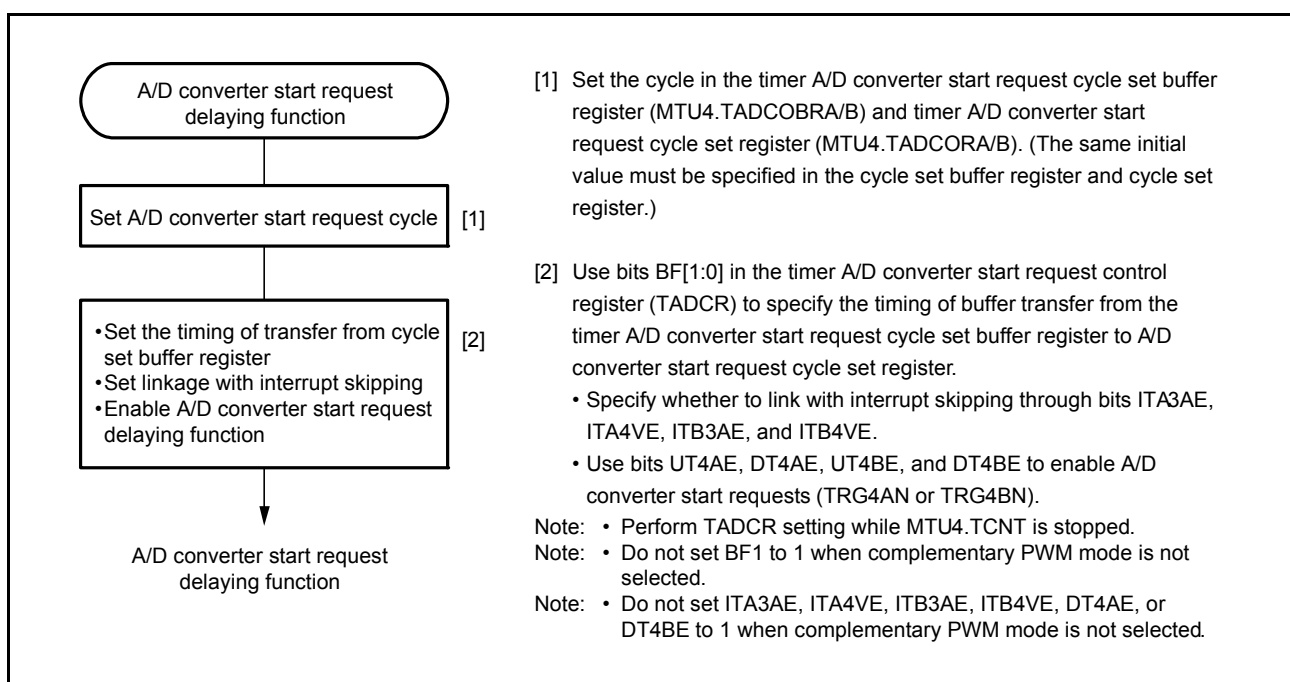 A/D converter start request
delaying function
Set A/D converter start request cycle
[1]
•Set the timing of transfer from cycle
set buffer register
•Set linkage with interrupt skipping
•Enable A/D converter start request
delaying function
[2]
A/D converter start request
delaying function
[1] Set the cycle in the timer A/D converter start request cycle set buffer
register (MTU4.TADCOBRA/B) and timer A/D converter start
request cycle set register (MTU4.TADCORA/B). (The same initial
value must be specified in the cycle set buffer register and cycle set
register.)
[2] Use bits BF[1:0] in the timer A/D converter start request control
register (TADCR) to specify the timing of buffer transfer from the
timer A/D converter start request cycle set buffer register to A/D
converter start request cycle set register.
• Specify whether to link with interrupt skipping through bits ITA3AE,
ITA4VE, ITB3AE, and ITB4VE.
• Use bits UT4AE, DT4AE, UT4BE, and DT4BE to enable A/D
converter start requests (TRG4AN or TRG4BN).
Note: • Perform TADCR setting while MTU4.TCNT is stopped.
Note: • Do not set BF1 to 1 when complementary PWM mode is not
selected.
Note: • Do not set ITA3AE, ITA4VE, ITB3AE, ITB4VE, DT4AE, or
DT4BE to 1 when complementary PWM mode is not selected.